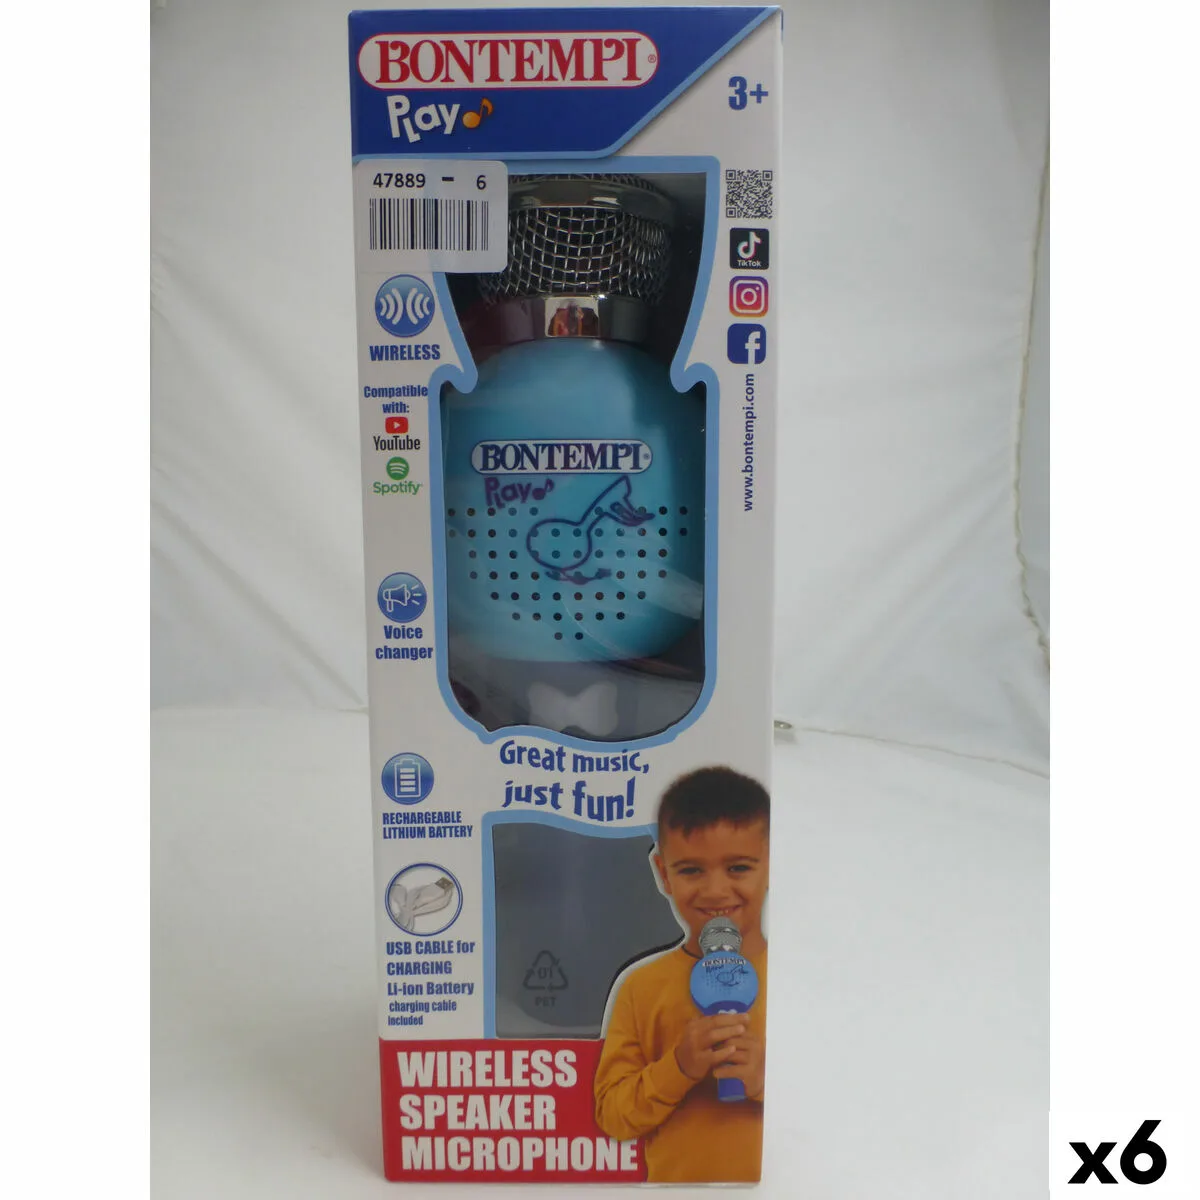 BONTEMPI®
Play
3+
47889 - 6
TikTok
WIRELESS
Compatible
with:
YouTube
Spotify
www.bontempi.com
BONTEMPI®
Play
Voice
changer
Great music,
just fun!
RECHARGEABLE
LITHIUM BATTERY
USB CABLE for
CHARGING
Li-ion Battery
charging cable
included
01
PET
BONTEMPI
Play
WIRELESS
SPEAKER
MICROPHONE
x6